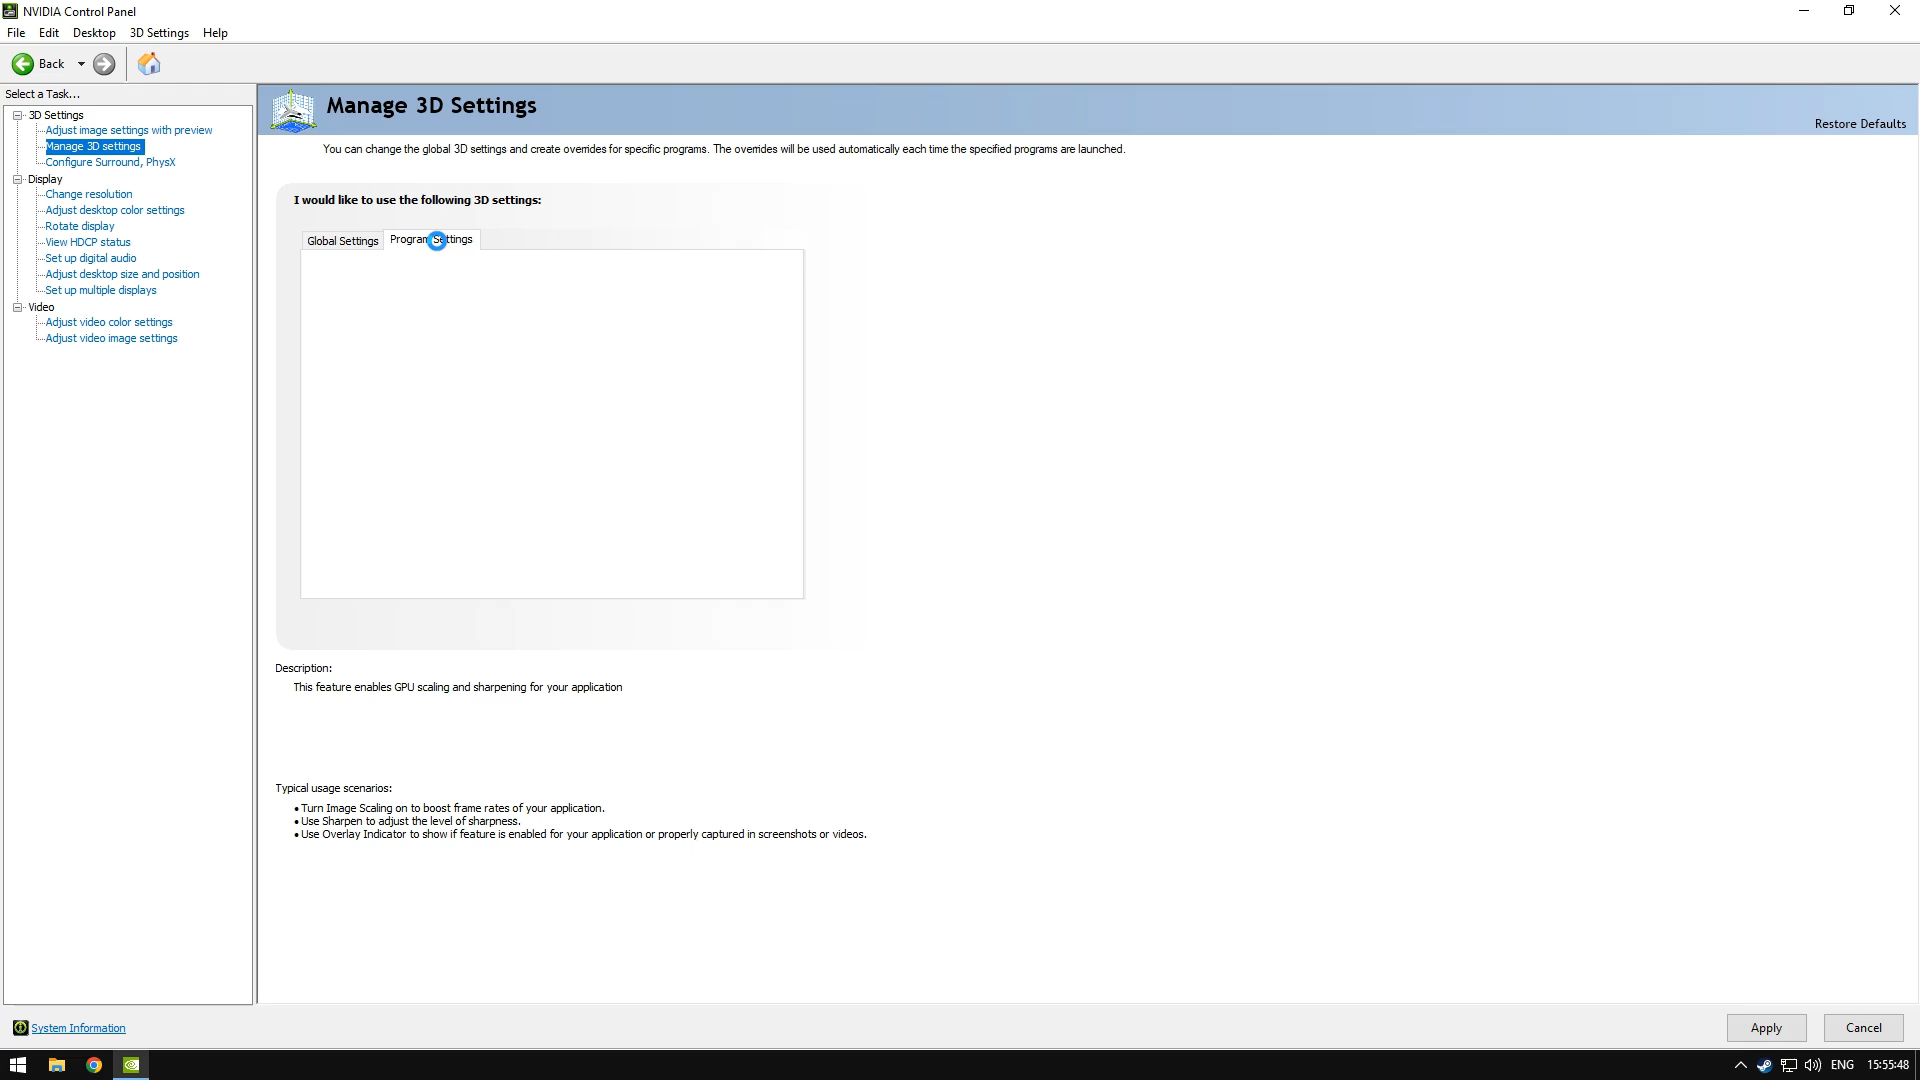 NVIDIA Control Panel
File Edit Desktop 3D Settings Help
Back
Select a Task...
3D Settings
Adjust image settings with preview
Manage 3D settings
Configure Surround, PhysX
Display
Change resolution
Adjust desktop color settings
Rotate display
View HDCP status
Set up digital audio
Adjust desktop size and position
Set up multiple displays
Video
Adjust video color settings
Adjust video image settings
Manage 3D Settings
Restore Defaults
You can change the global 3D settings and create overrides for specific programs. The overrides will be used automatically each time the specified programs are launched.
I would like to use the following 3D settings:
Global Settings Program Settings
Description:
This feature enables GPU scaling and sharpening for your application
Typical usage scenarios:
• Turn Image Scaling on to boost frame rates of your application.
• Use Sharpen to adjust the level of sharpness.
• Use Overlay Indicator to show if feature is enabled for your application or properly captured in screenshots or videos.
System Information
Apply Cancel
ENG 15:55:48